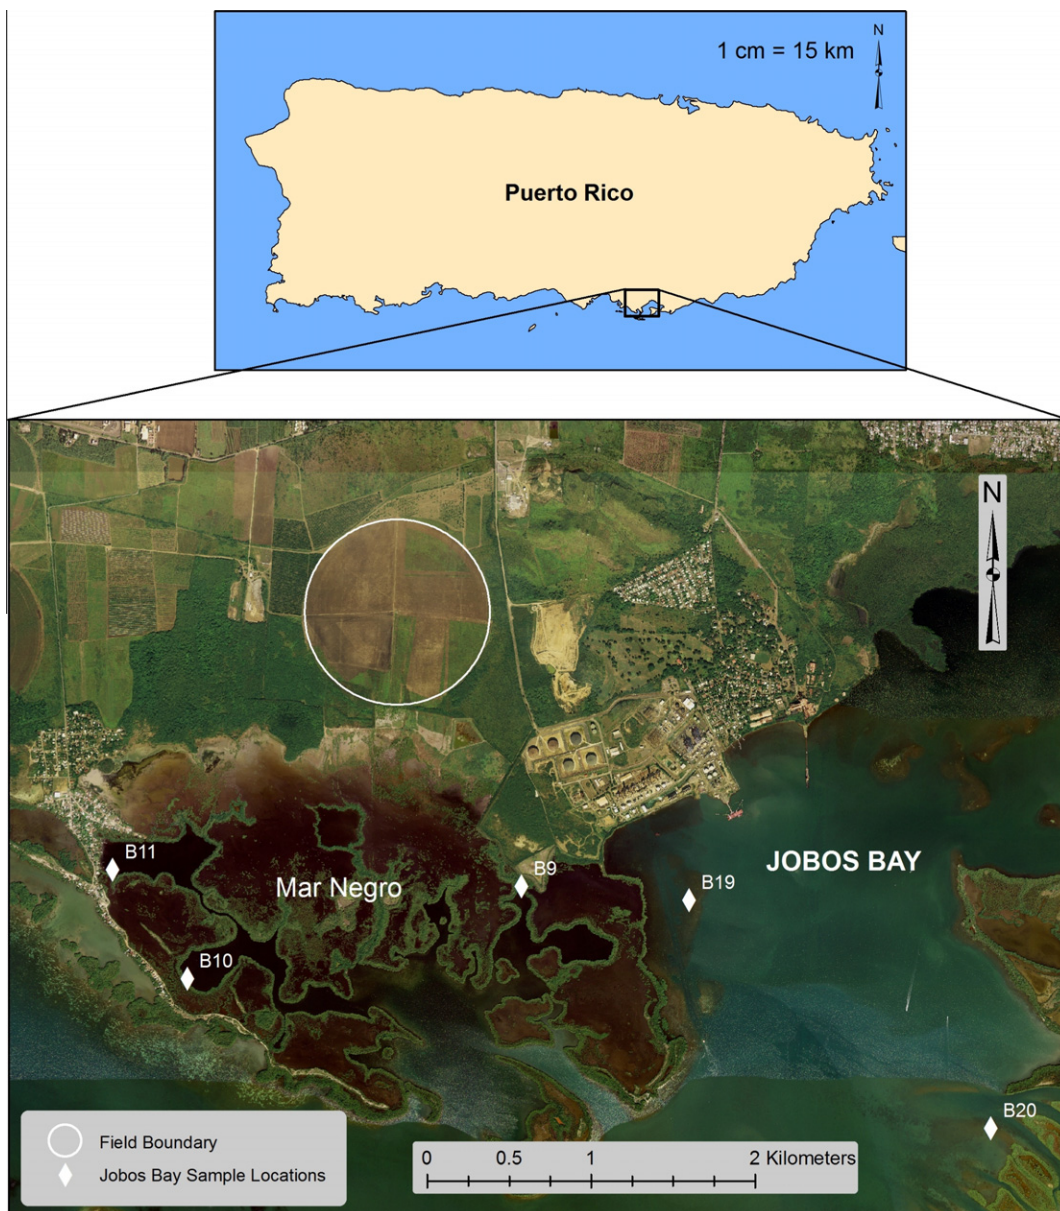 1 cm = 15 km
N
Puerto Rico
N
B11
Mar Negro
B9
B19
JOBOS BAY
B10
B20
Field Boundary
Jobos Bay Sample Locations
0 0.5 1 2 Kilometers